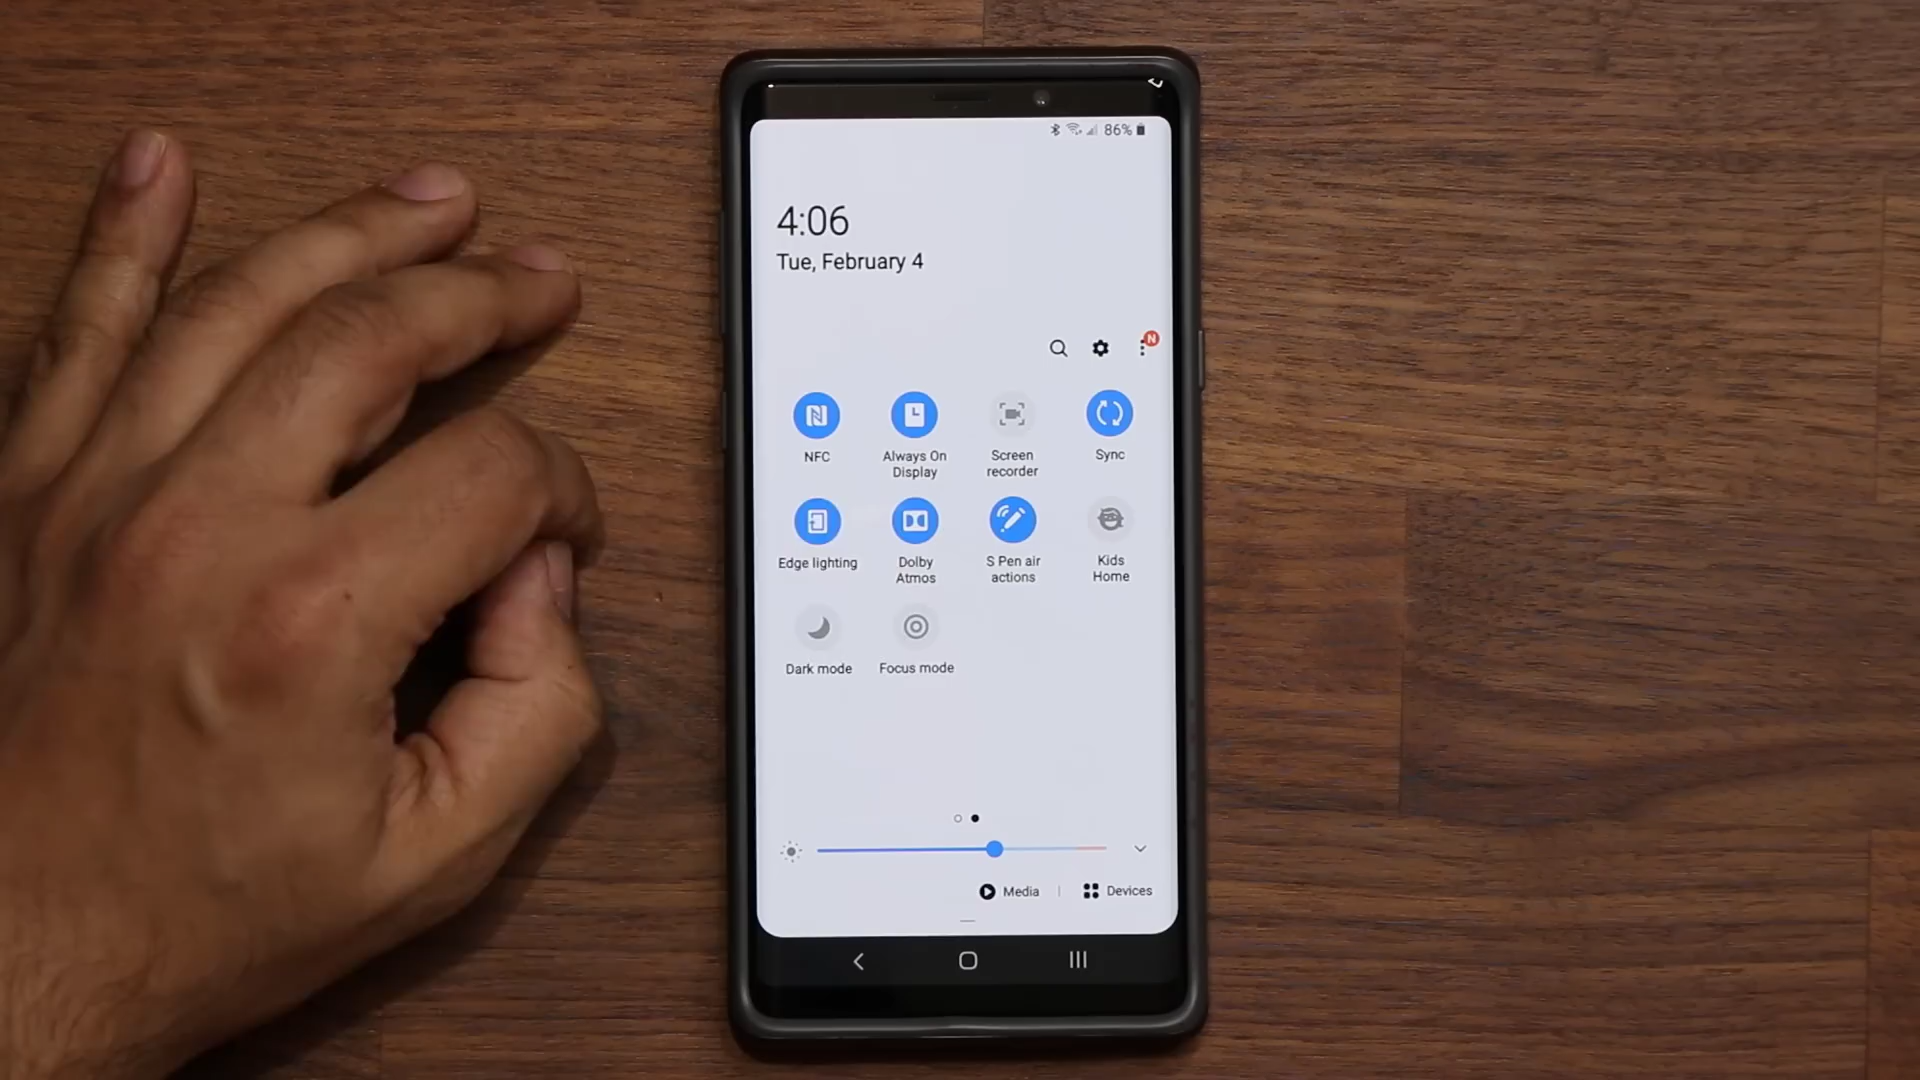 86%
4:06
Tue, February 4
N
NFC
Always On
Display
Screen
recorder
Sync
Edge lighting
Dolby
Atmos
S Pen air
actions
Kids
Home
Dark mode
Focus mode
Media
Devices